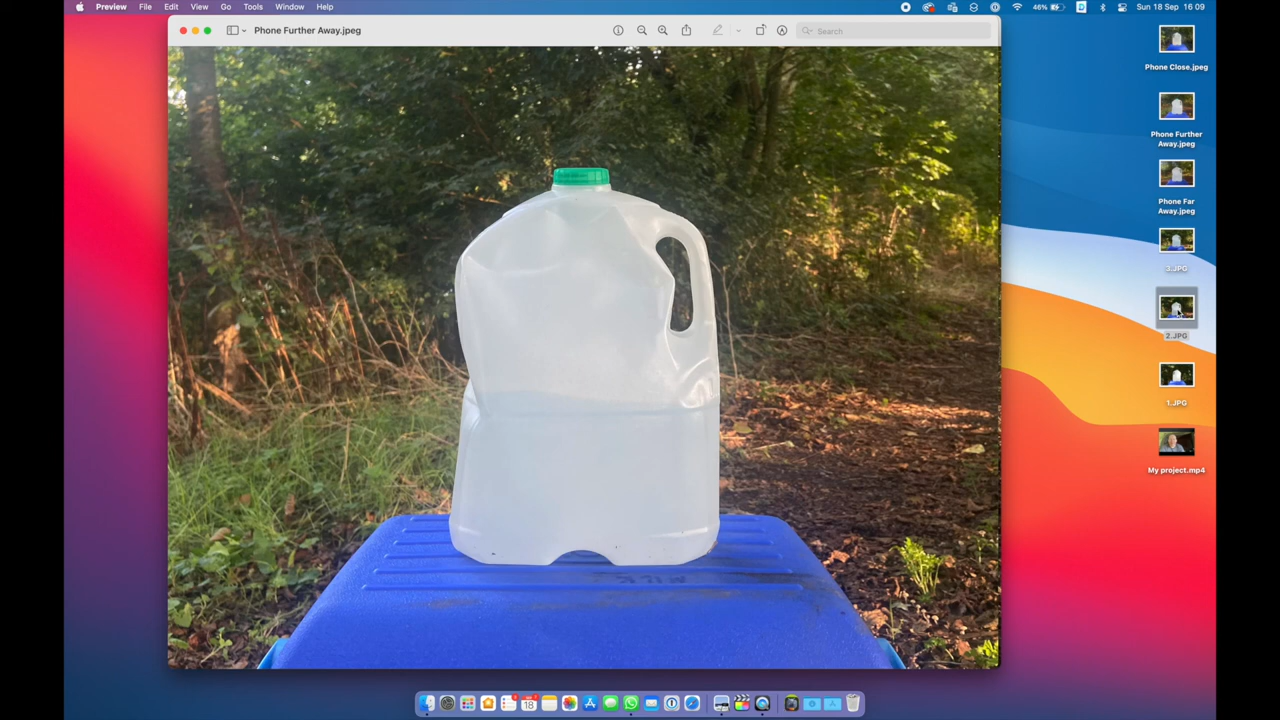 Preview File Edit View Go Tools Window Help
46% Sun 18 Sep 16 09
Phone Further Away.jpeg
Search
Phone Close.jpeg
Phone Further
Away.jpeg
Phone Far
Away.jpeg
3.JPG
2.JPG
1.JPG
My project.mp4
18